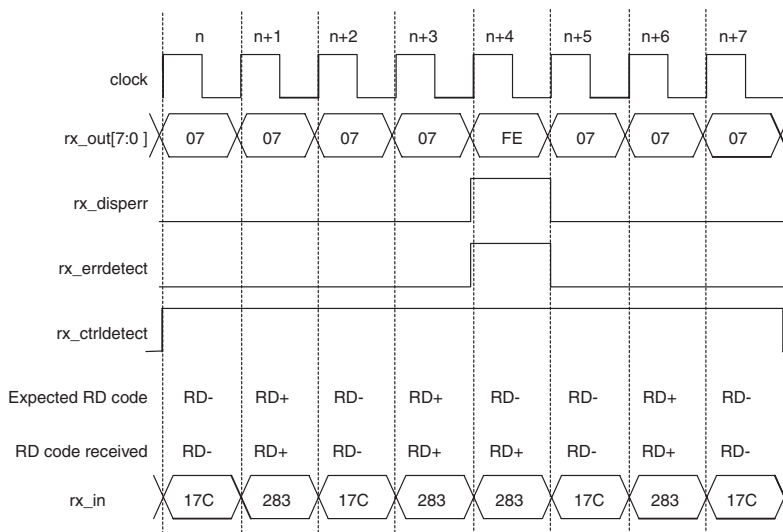 n n+1 n+2 n+3 n+4 n+5 n+6 n+7
clock
rx_out[7:0 ] 07 07 07 07 FE 07 07 07
rx_disperr
rx_errdetect
rx_ctrldetect
Expected RD code RD- RD+ RD- RD+ RD- RD- RD+ RD-
RD code received RD- RD+ RD- RD+ RD+ RD- RD+ RD-
rx_in 17C 283 17C 283 283 17C 283 17C